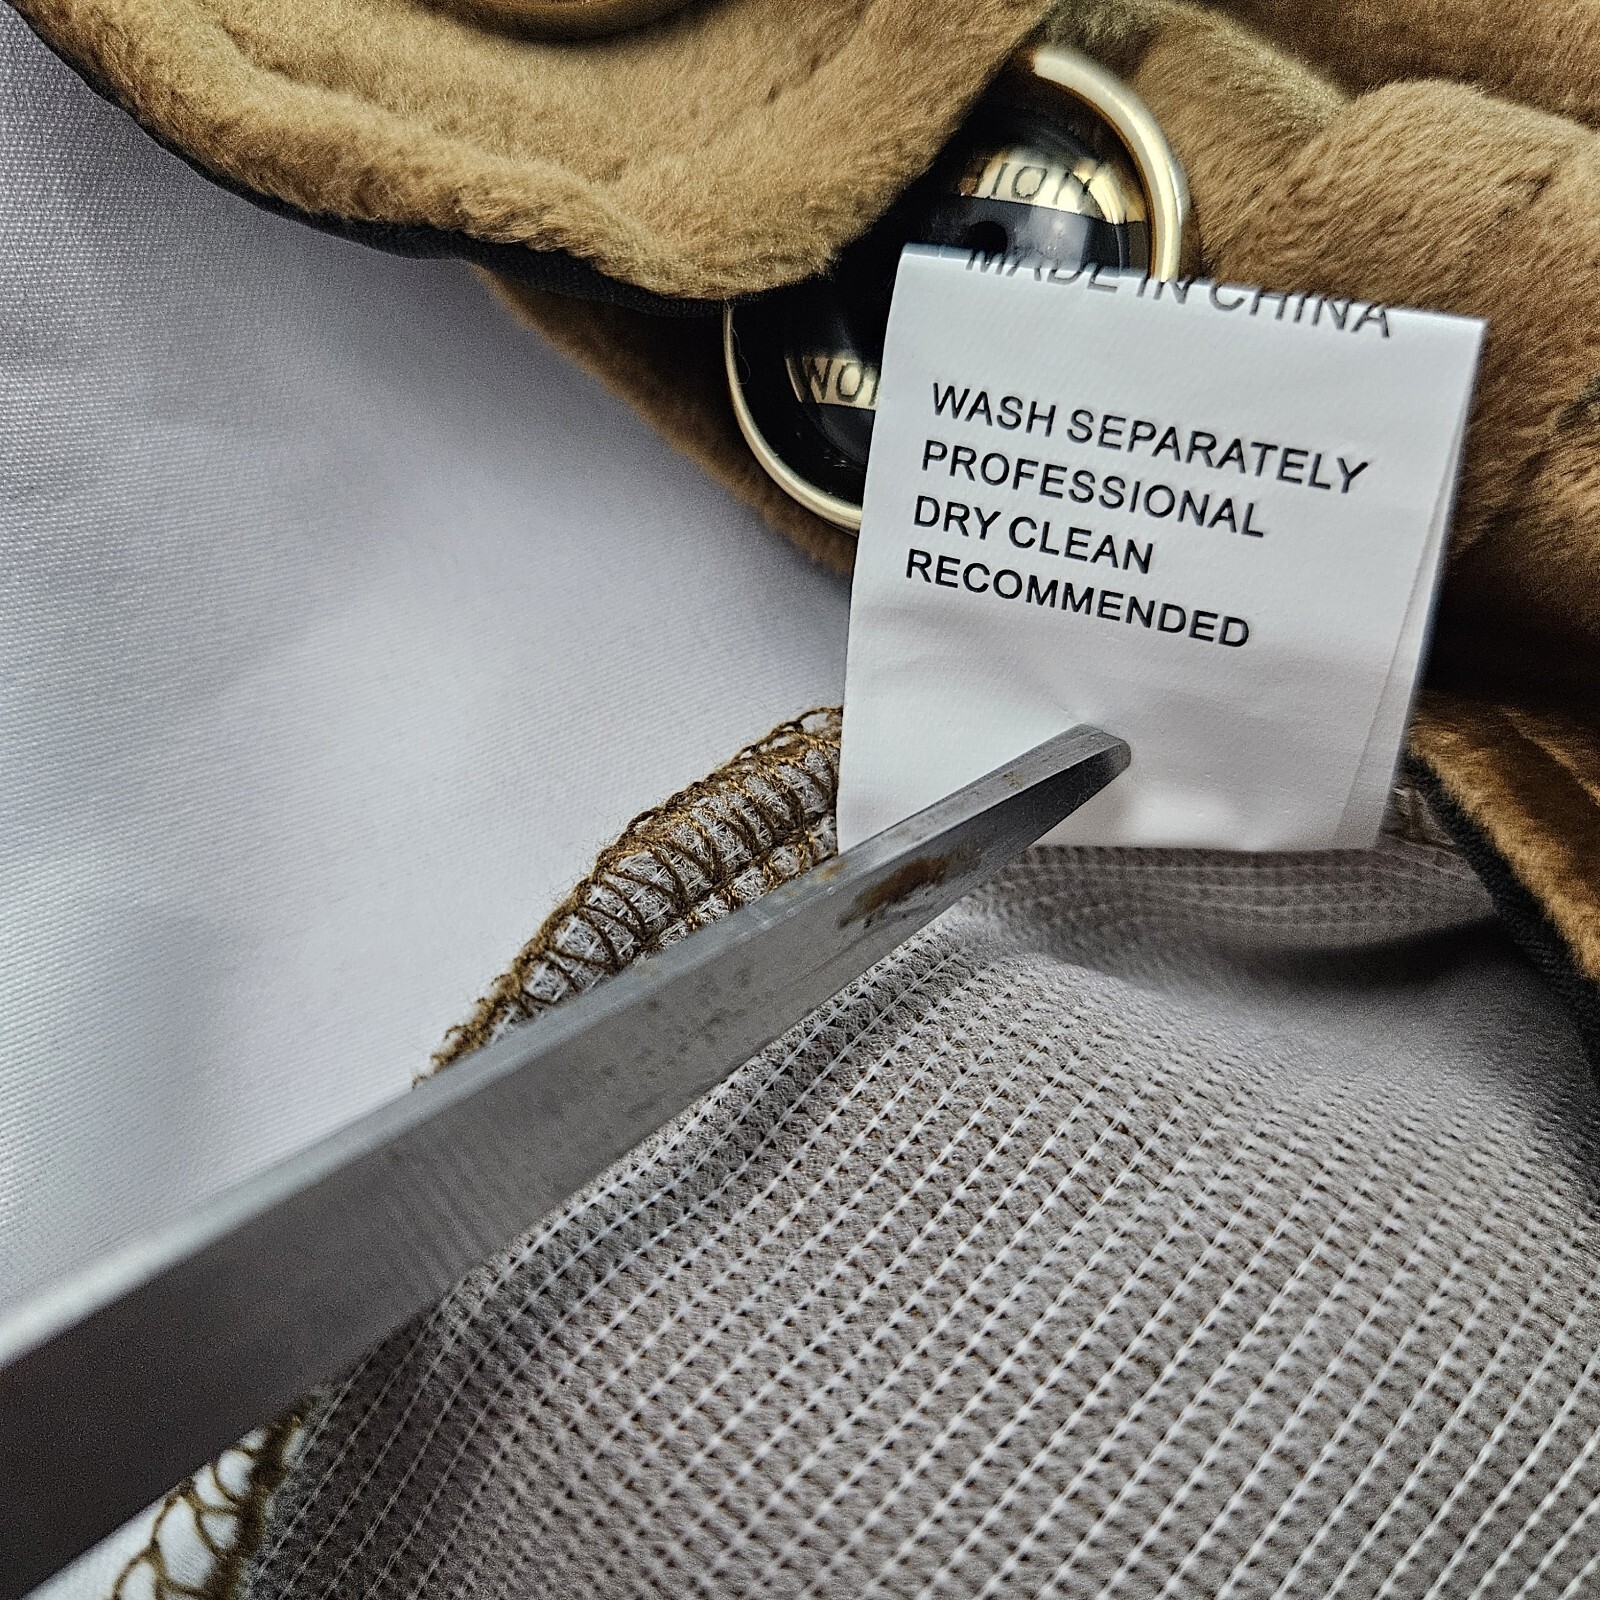 MADE IN CHINA
WASH SEPARATELY
PROFESSIONAL
DRY CLEAN
RECOMMENDED